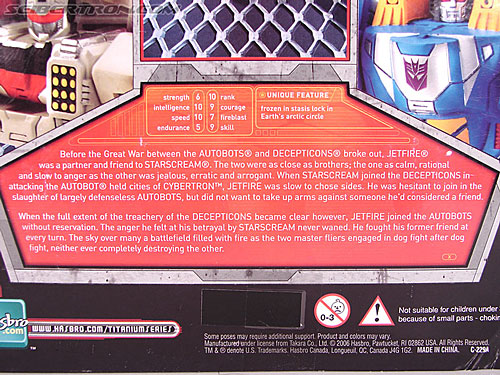 SEIBERTRON.COM
strength 6 10 rank
intelligence 10 9 courage
speed 10 7 fireblast
endurance 5 9 skill
UNIQUE FEATURE
frozen in stasis lock in
Earth's arctic circle
Before the Great War between the AUTOBOTS® and DECEPTICONS® broke out, JETFIRE®
was a partner and friend to STARSCREAM®. The two were as close as brothers; the one as calm, rational
and slow to anger as the other was jealous, erratic and arrogant. When STARSCREAM joined the DECEPTICONS in
attacking the AUTOBOT® held cities of CYBERTRON™, JETFIRE was slow to chose sides. He was hesitant to join in the
slaughter of largely defenseless AUTOBOTS, but did not want to take up arms against someone he'd considered a friend.
When the full extent of the treachery of the DECEPTICONS became clear however, JETFIRE joined the AUTOBOTS
without reservation. The anger he felt at his betrayal by STARSCREAM never waned. He fought his former friend at
every turn. The sky over many a battlefield filled with fire as the two master fliers engaged in dog fight after dog
fight, neither ever completely destroying the other.
Hasbro
.com
WWW.HASBRO.COM/TITANIUMSERIES
™
0-3
Not suitable for children under
because of small parts - chokin
Some poses may require additional support. Product and colors may vary.
Manufactured under license from Takara Co., Ltd. © 2006 Hasbro, Pawtucket, RI 02862 USA. All Rights Reserved.
TM & ® denote U.S. Trademarks. Hasbro Canada, Longueuil, QC, Canada J4G 1G2. MADE IN CHINA. C-229A